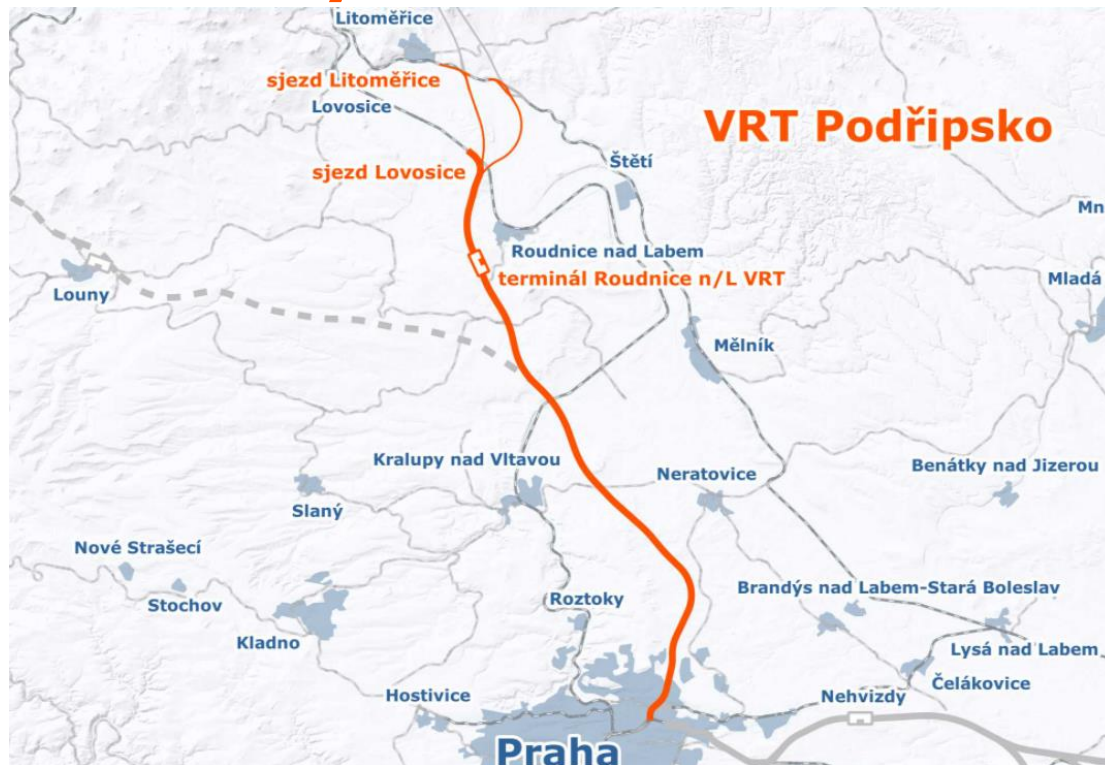 Litoměřice
sjezd Litoměřice
Lovosice
VRT Podřipsko
sjezd Lovosice
Štětí
Mn
Roudnice nad Labem
terminál Roudnice n/L VRT
Mladá
Louny
Mělník
Kralupy nad Vltavou
Neratovice
Benátky nad Jizerou
Slaný
Nové Strašecí
Stochov
Roztoky
Brandýs nad Labem-Stará Boleslav
Kladno
Lysá nad Labem
Čelákovice
Hostivice
Nehvizdy
Praha